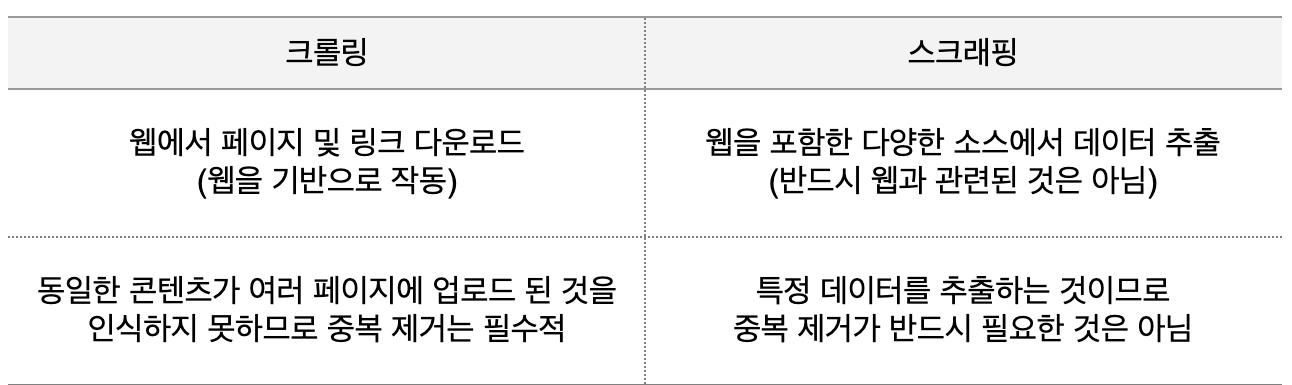 크롤링
스크래핑
웹에서 페이지 및 링크 다운로드
(웹을 기반으로 작동)
웹을 포함한 다양한 소스에서 데이터 추출
(반드시 웹과 관련된 것은 아님)
동일한 콘텐츠가 여러 페이지에 업로드 된 것을
인식하지 못하므로 중복 제거는 필수적
특정 데이터를 추출하는 것이므로
중복 제거가 반드시 필요한 것은 아님